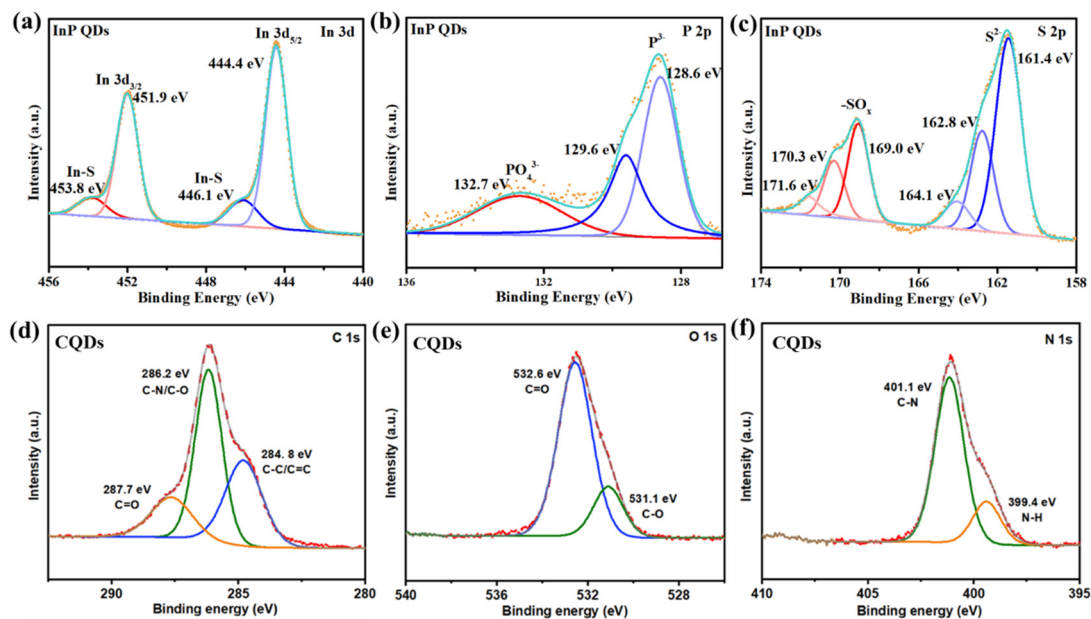 (a)
InP QDs
In 3d5/2
In 3d
444.4 eV
In 3d3/2
451.9 eV
In-S
453.8 eV
In-S
446.1 eV
Intensity (a.u.)
456 452 448 444 440
Binding Energy (eV)
(b)
InP QDs
P 2p
P3-
128.6 eV
129.6 eV
PO43-
132.7 eV
Intensity (a.u.)
136 132 128
Binding Energy (eV)
(c)
InP QDs
S 2p
S2-
161.4 eV
-SOx
162.8 eV
169.0 eV
170.3 eV
171.6 eV
164.1 eV
Intensity (a.u.)
174 170 166 162 158
Binding Energy (eV)
(d)
CQDs
C 1s
286.2 eV
C-N/C-O
284. 8 eV
C-C/C=C
287.7 eV
C=O
Intensity (a.u.)
290 285 280
Binding energy (eV)
(e)
CQDs
O 1s
532.6 eV
C=O
531.1 eV
C-O
Intensity (a.u.)
540 536 532 528
Binding energy (eV)
(f)
CQDs
N 1s
401.1 eV
C-N
399.4 eV
N-H
Intensity (a.u.)
410 405 400 395
Binding energy (eV)